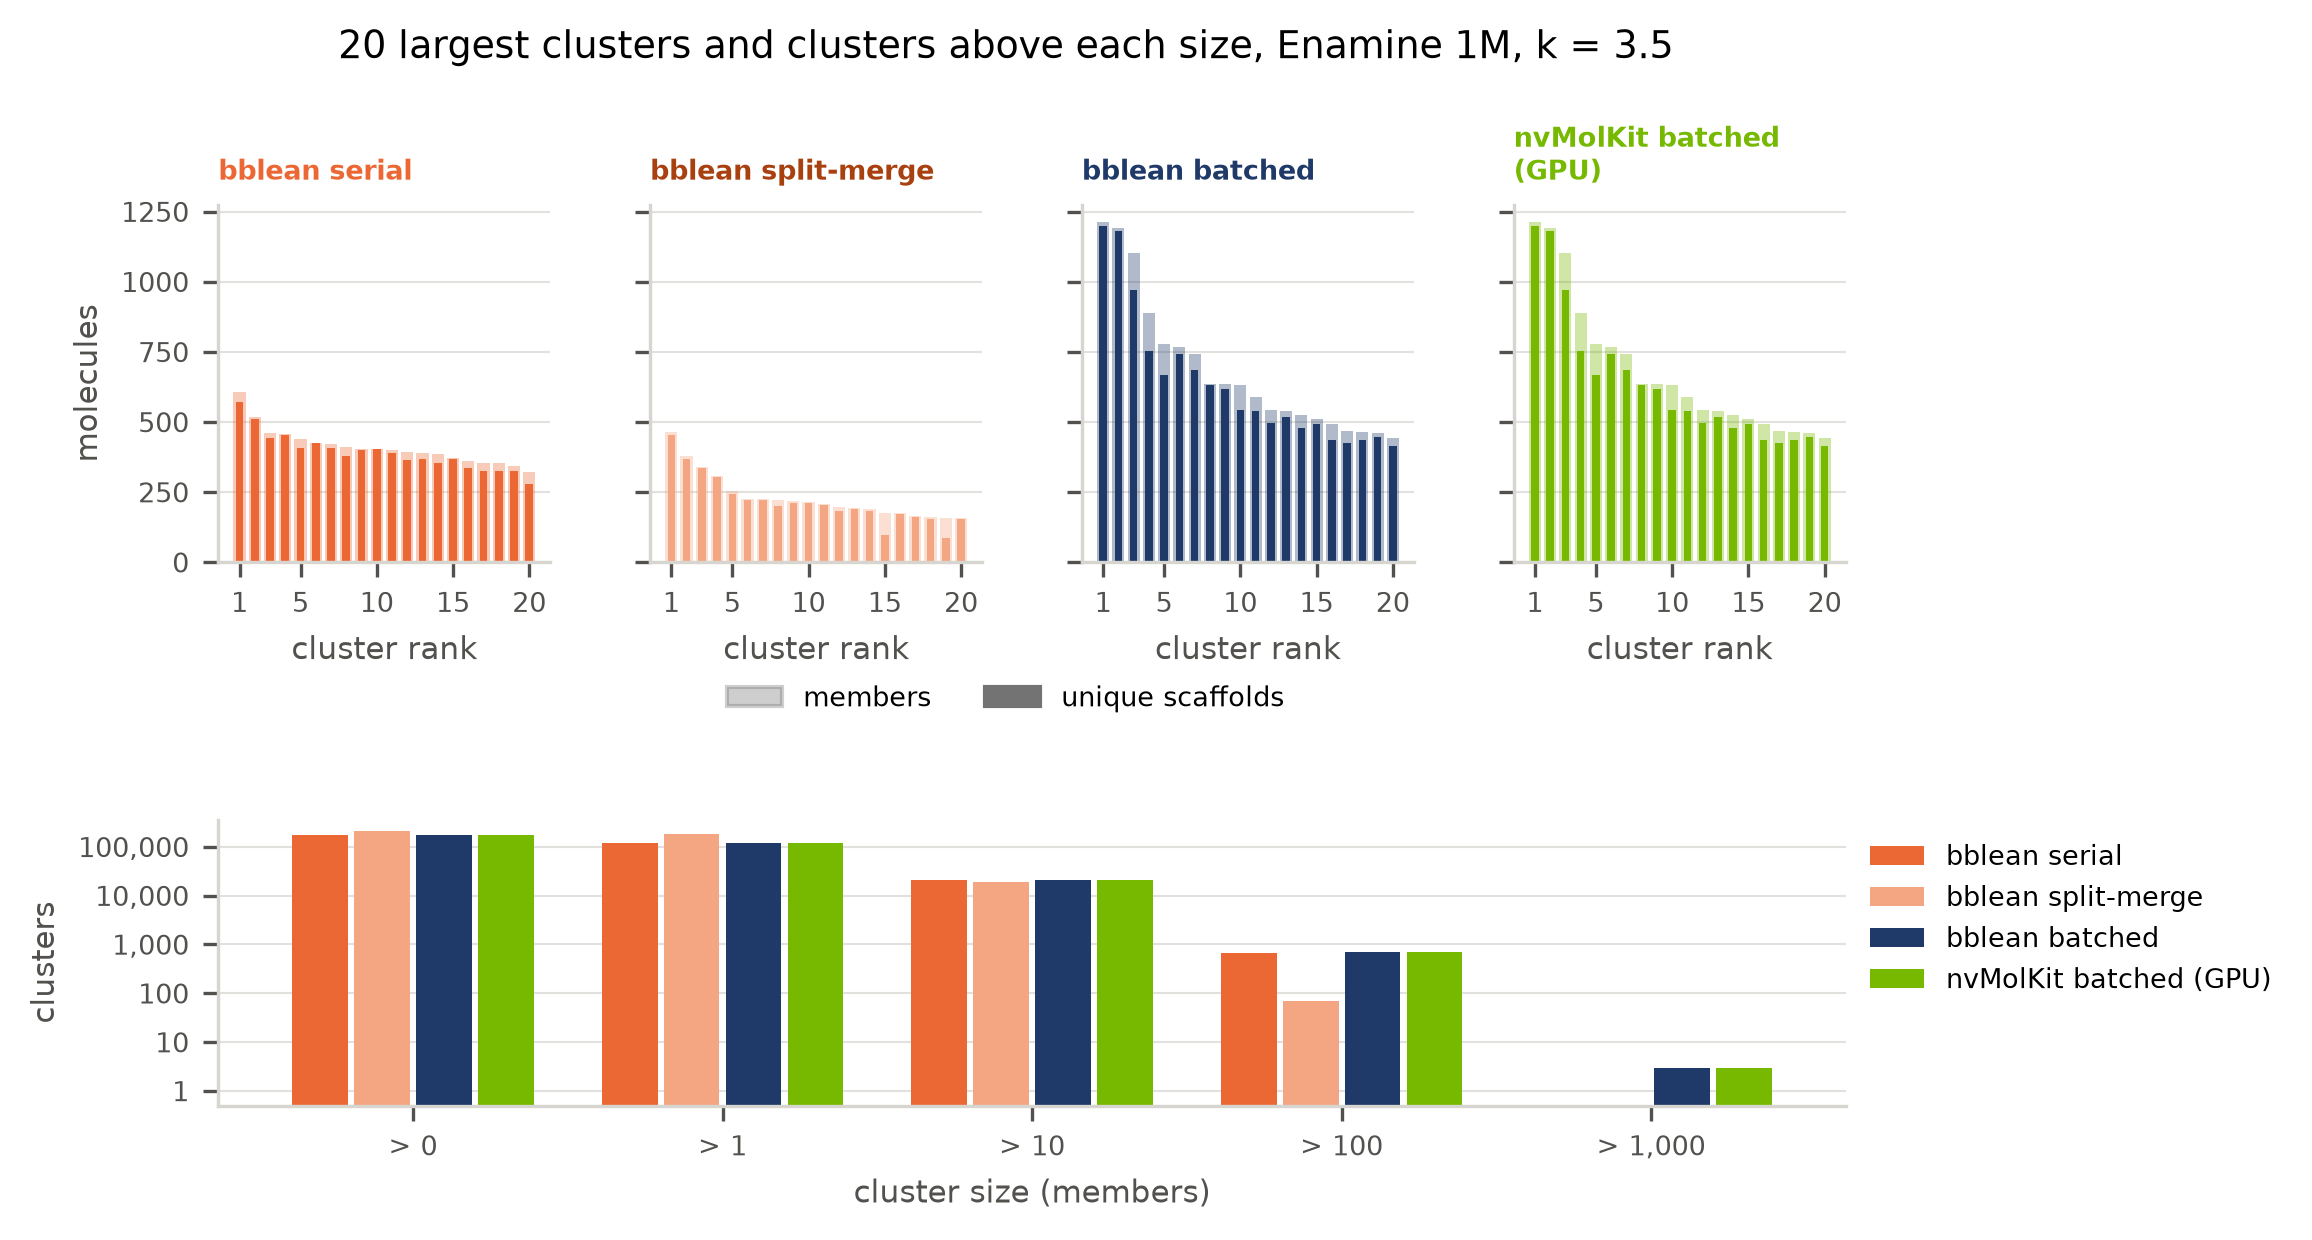 20 largest clusters and clusters above each size, Enamine 1M, k = 3.5
bblean serial
bblean split-merge
bblean batched
nvMolKit batched
(GPU)
molecules
1250
1000
750
500
250
0
1 5 10 15 20
1 5 10 15 20
1 5 10 15 20
1 5 10 15 20
cluster rank
cluster rank
cluster rank
cluster rank
members
unique scaffolds
clusters
100,000
10,000
1,000
100
10
1
> 0
> 1
> 10
> 100
> 1,000
cluster size (members)
bblean serial
bblean split-merge
bblean batched
nvMolKit batched (GPU)